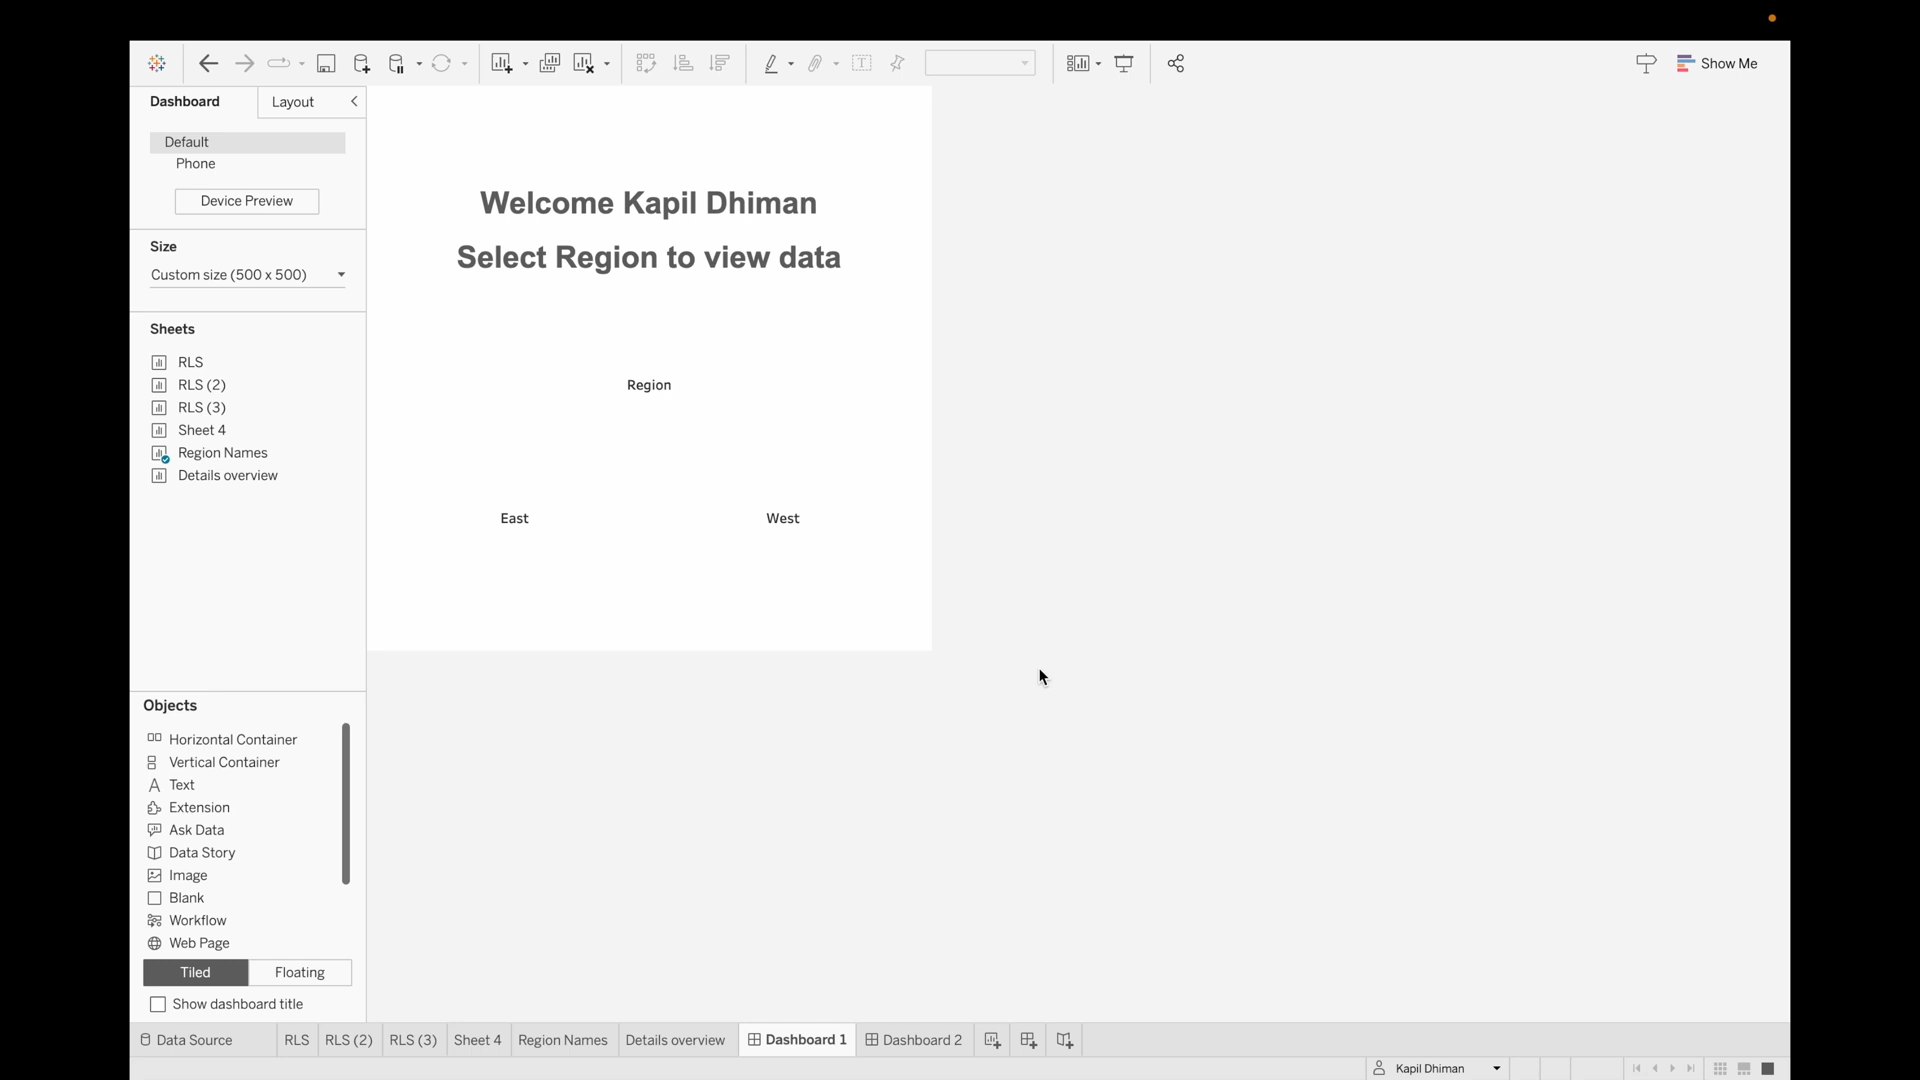 Show Me
Dashboard
Layout
Default
Phone
Device Preview
Size
Custom size (500 x 500)
Sheets
RLS
RLS (2)
RLS (3)
Sheet 4
Region Names
Details overview
Welcome Kapil Dhiman
Select Region to view data
Region
East
West
Objects
Horizontal Container
Vertical Container
Text
Extension
Ask Data
Data Story
Image
Blank
Workflow
Web Page
Tiled
Floating
Show dashboard title
Data Source
RLS
RLS (2)
RLS (3)
Sheet 4
Region Names
Details overview
Dashboard 1
Dashboard 2
Kapil Dhiman